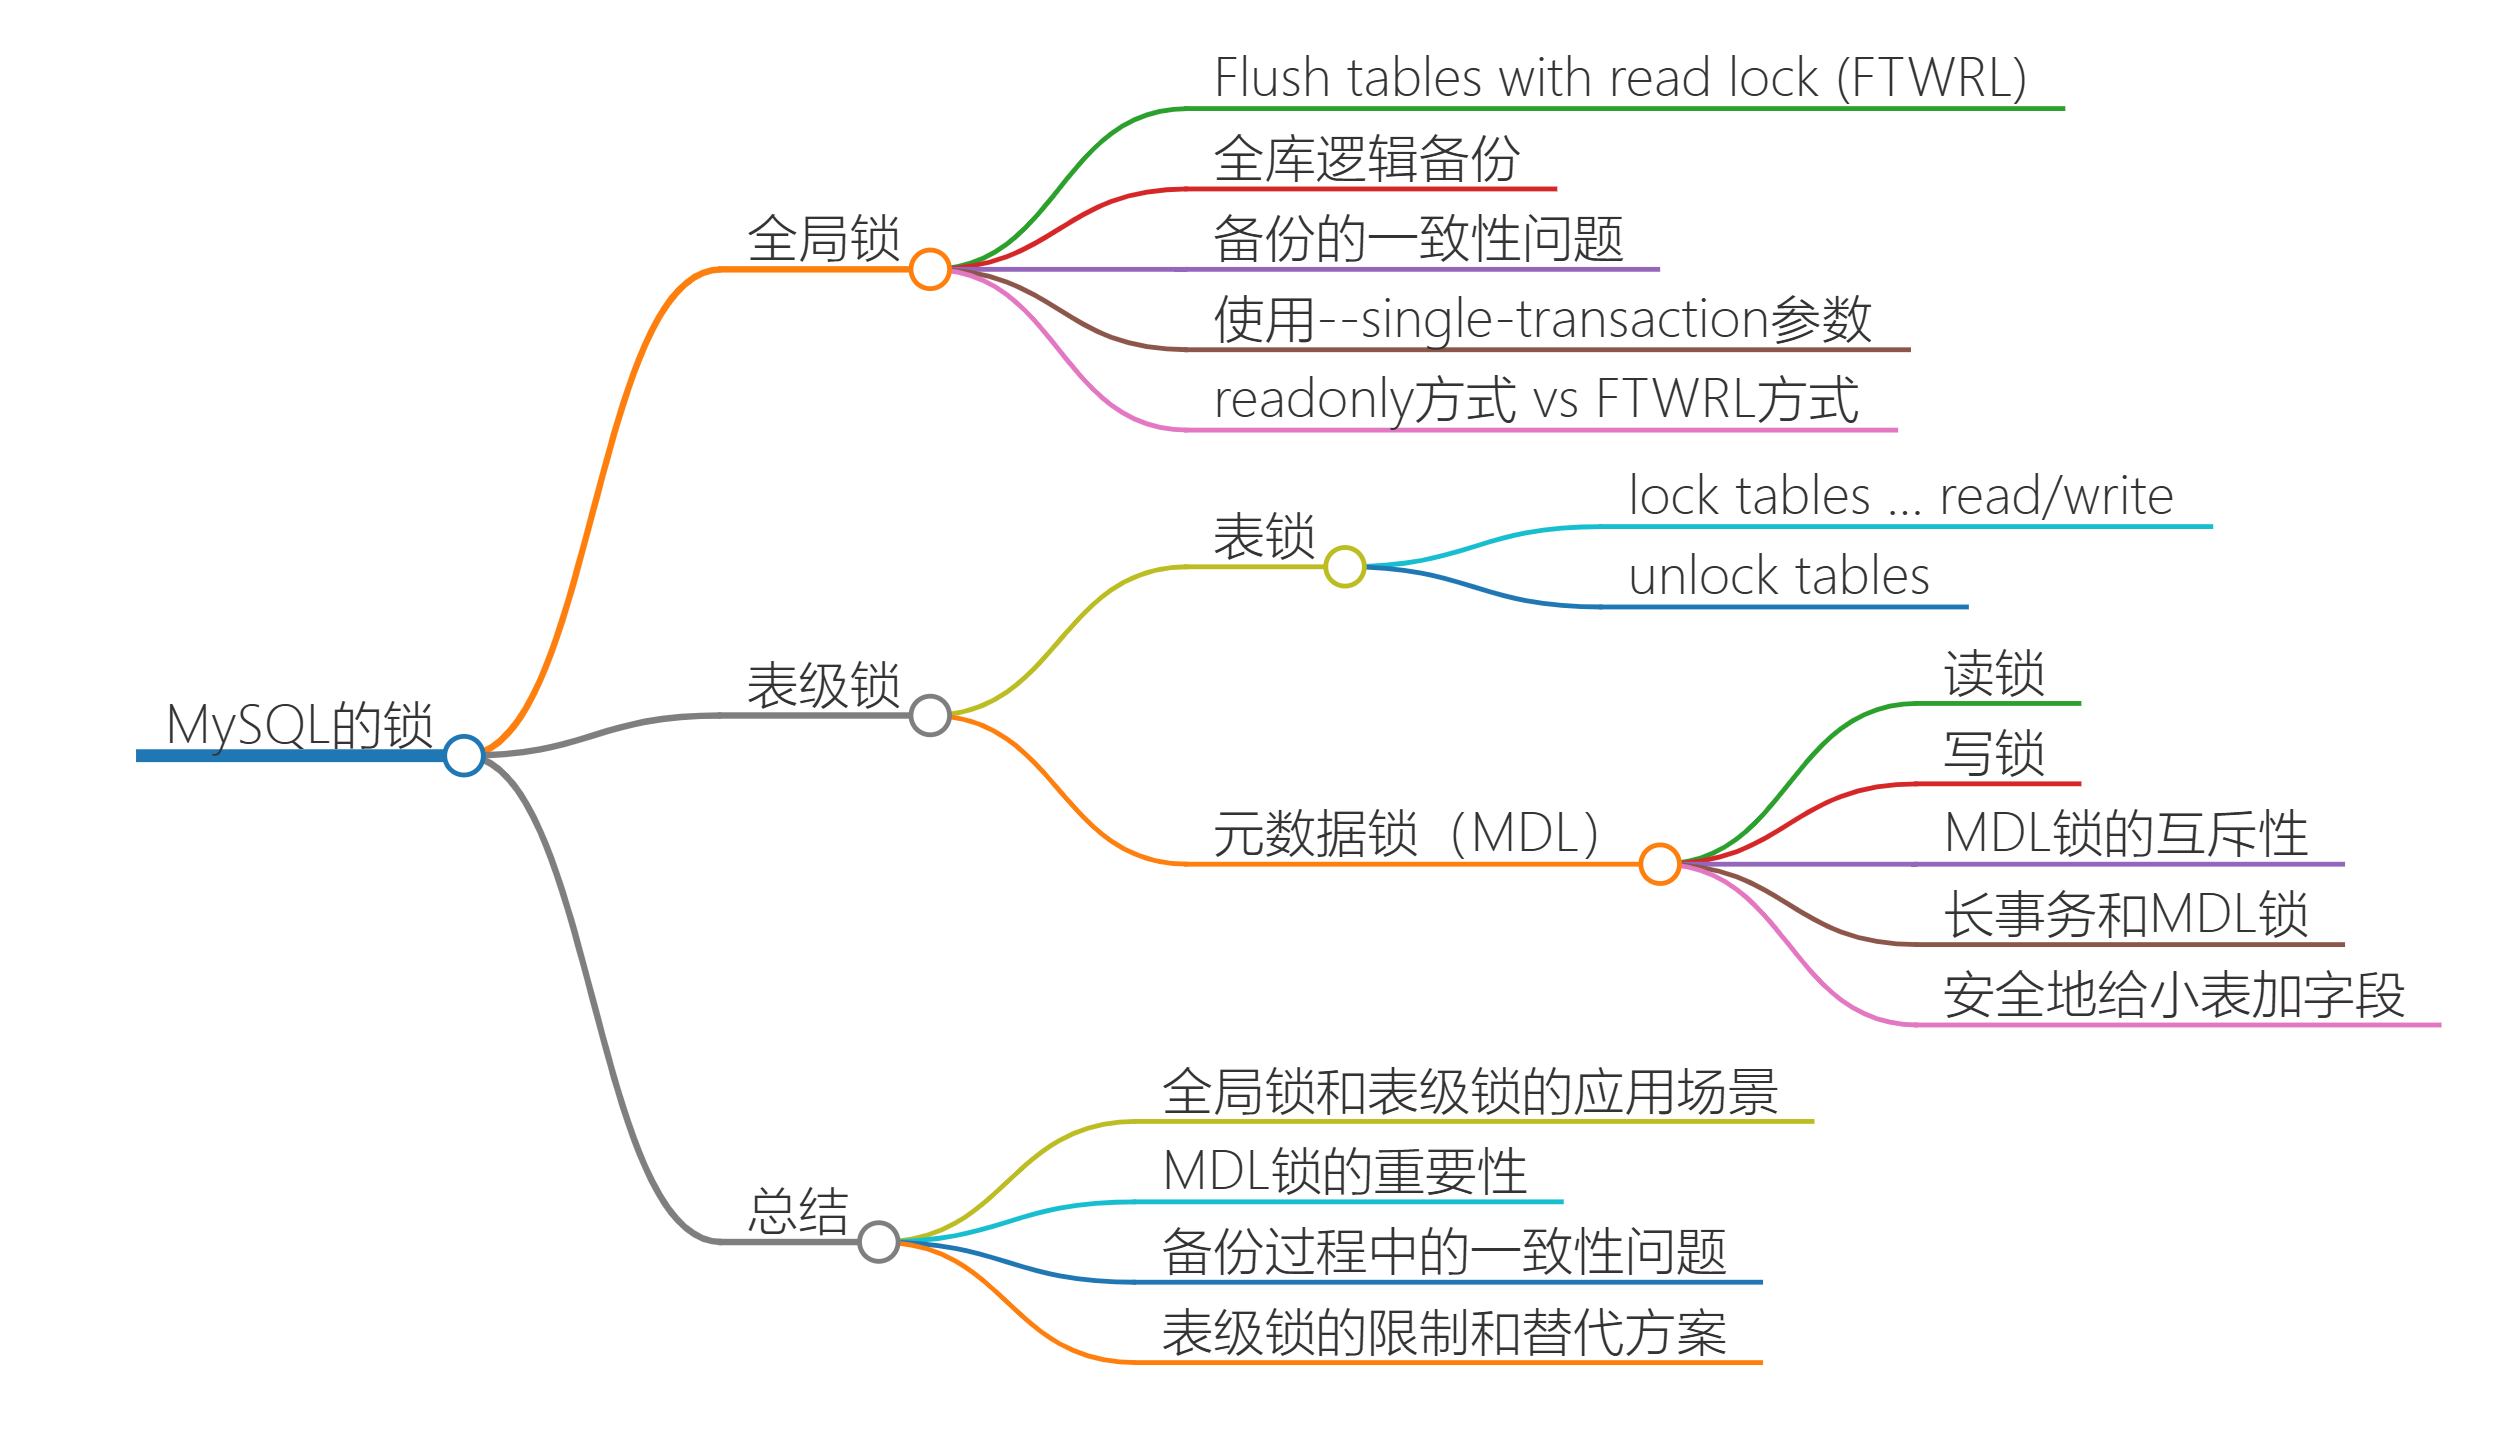 MySQL的锁
全局锁
Flush tables with read lock (FTWRL)
全库逻辑备份
备份的一致性问题
使用--single-transaction参数
readonly方式 vs FTWRL方式
表级锁
表锁
lock tables ... read/write
unlock tables
元数据锁（MDL）
读锁
写锁
MDL锁的互斥性
长事务和MDL锁
安全地给小表加字段
总结
全局锁和表级锁的应用场景
MDL锁的重要性
备份过程中的一致性问题
表级锁的限制和替代方案